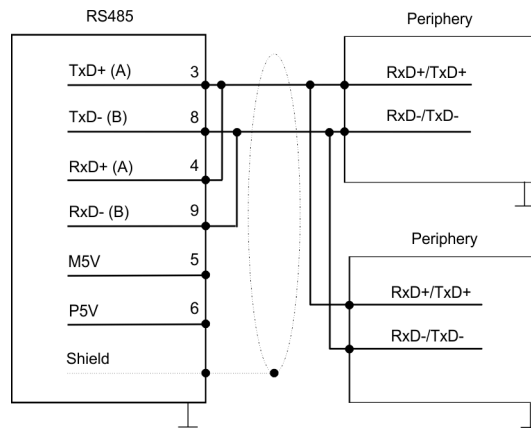 RS485
Periphery
TxD+ (A) 3
RxD+/TxD+
TxD- (B) 8
RxD-/TxD-
RxD+ (A) 4
RxD- (B) 9
M5V 5
Periphery
RxD+/TxD+
P5V 6
RxD-/TxD-
Shield